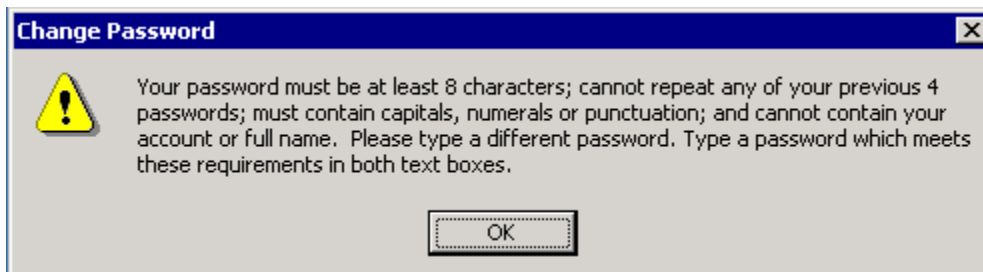 Change Password
Your password must be at least 8 characters; cannot repeat any of your previous 4
passwords; must contain capitals, numerals or punctuation; and cannot contain your
account or full name.  Please type a different password. Type a password which meets
these requirements in both text boxes.
OK